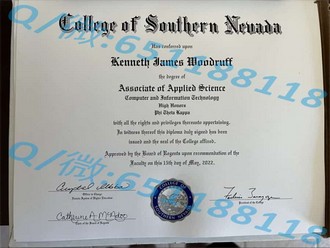 College of Southern Nevada
Has conferred upon
Kenneth James Woodruff
the degree of
Associate of Applied Science
Computer and Information Technology
High Honors
Phi Theta Kappa
with all the rights and privileges thereunto appertaining.
In witness thereof this diploma duly signed has been
issued and the seal of the College affixed.
Approved by the Board of Regents upon recommendation of the
Faculty on this 13th day of May, 2022.
Q/微:651188118